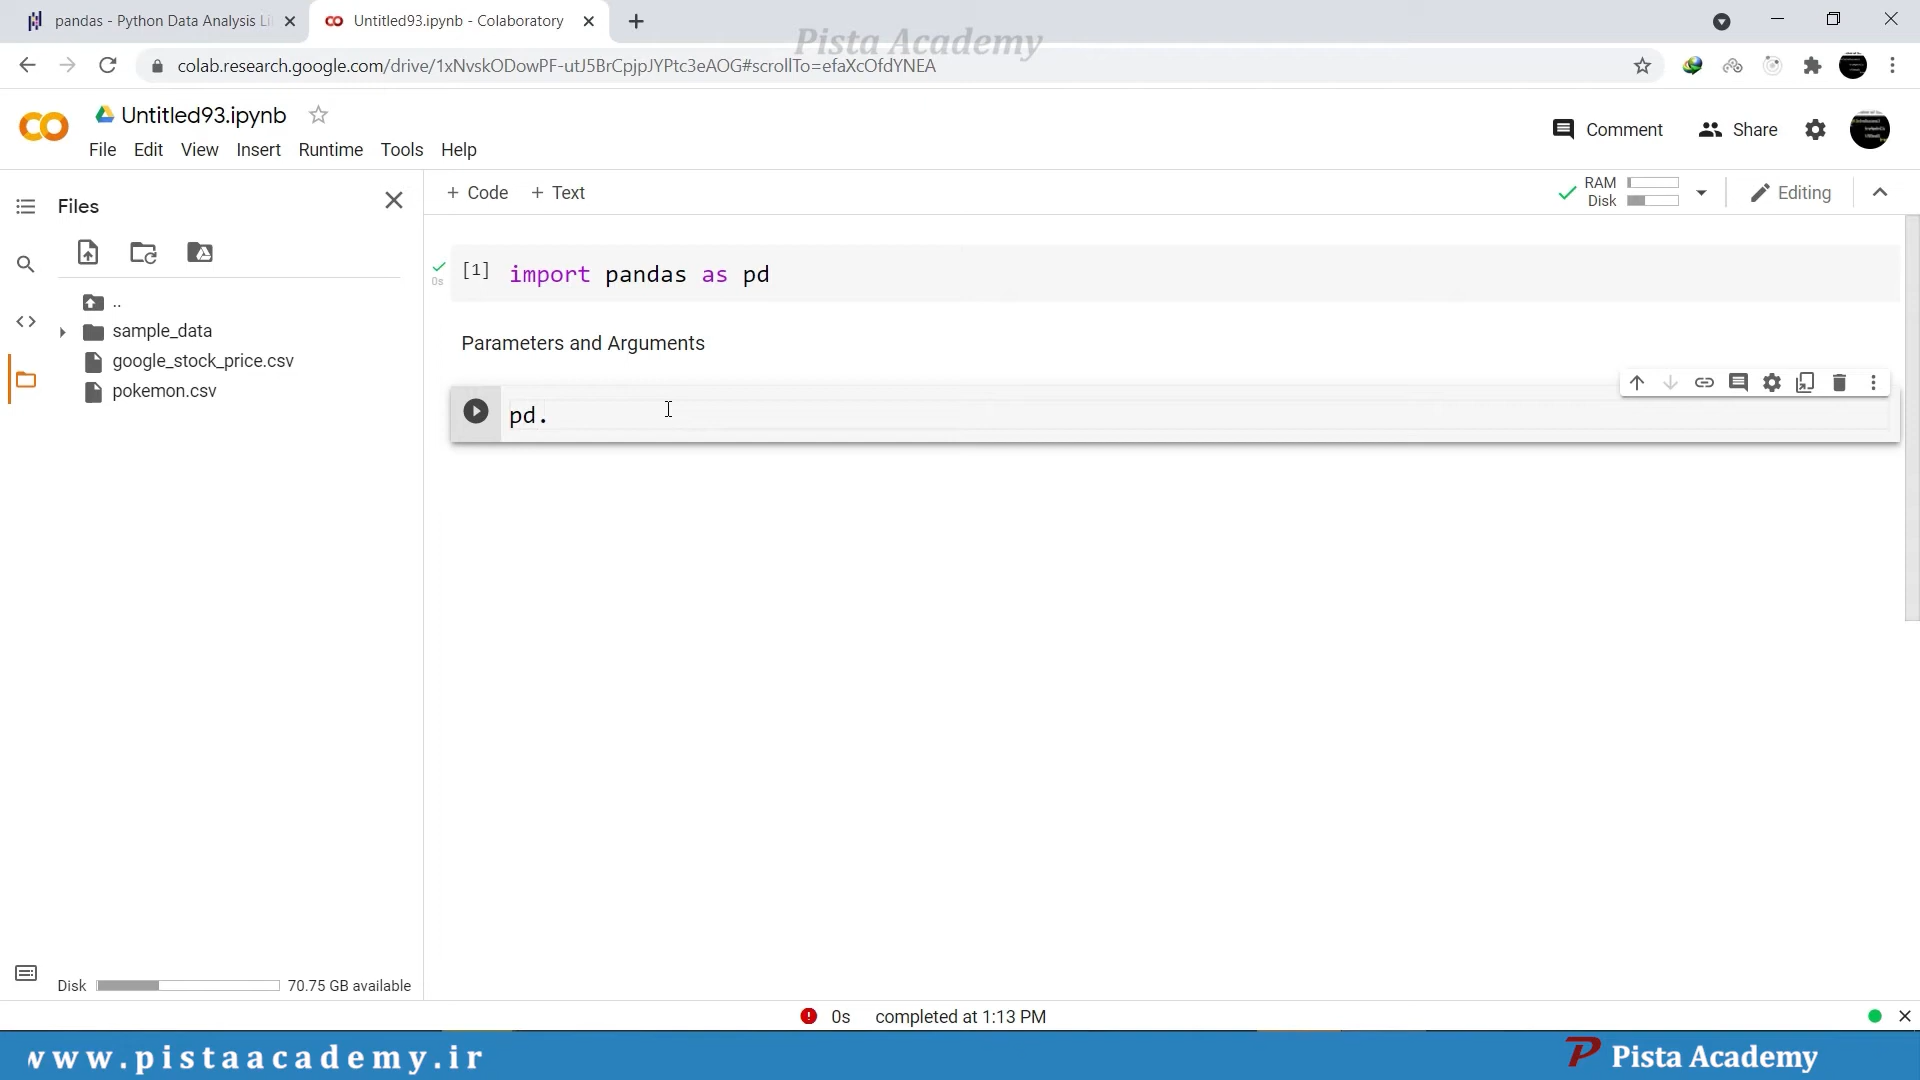 pandas - Python Data Analysis Li
Untitled93.ipynb - Colaboratory
Pista Academy
colab.research.google.com/drive/1xNvskODowPF-utJ5BrCpjpJYPtc3eAOG#scrollTo=efaXcOfdYNEA
Untitled93.ipynb
File Edit View Insert Runtime Tools Help
Comment
Share
Files
+ Code + Text
RAM
Disk
Editing
..
sample_data
google_stock_price.csv
pokemon.csv
0s
[1] import pandas as pd
Parameters and Arguments
pd.
Disk 70.75 GB available
0s completed at 1:13 PM
www.pistaacademy.ir
Pista Academy